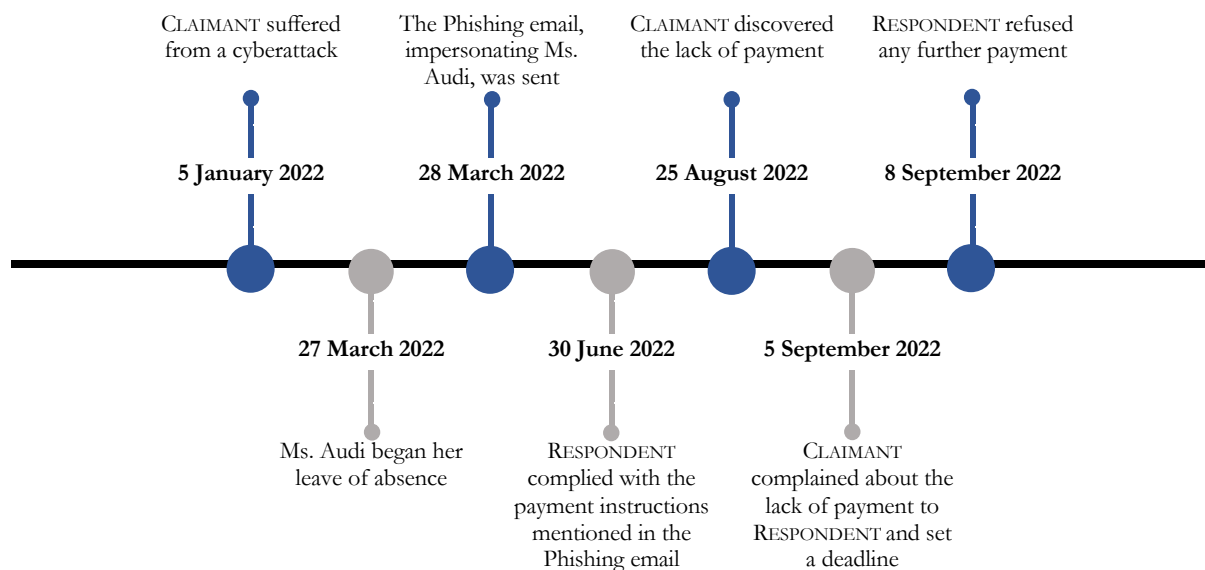 CLAIMANT suffered
from a cyberattack
5 January 2022
27 March 2022
Ms. Audi began her
leave of absence
The Phishing email,
impersonating Ms.
Audi, was sent
28 March 2022
30 June 2022
RESPONDENT
complied with the
payment instructions
mentioned in the
Phishing email
CLAIMANT discovered
the lack of payment
25 August 2022
5 September 2022
CLAIMANT
complained about the
lack of payment to
RESPONDENT and set
a deadline
RESPONDENT refused
any further payment
8 September 2022